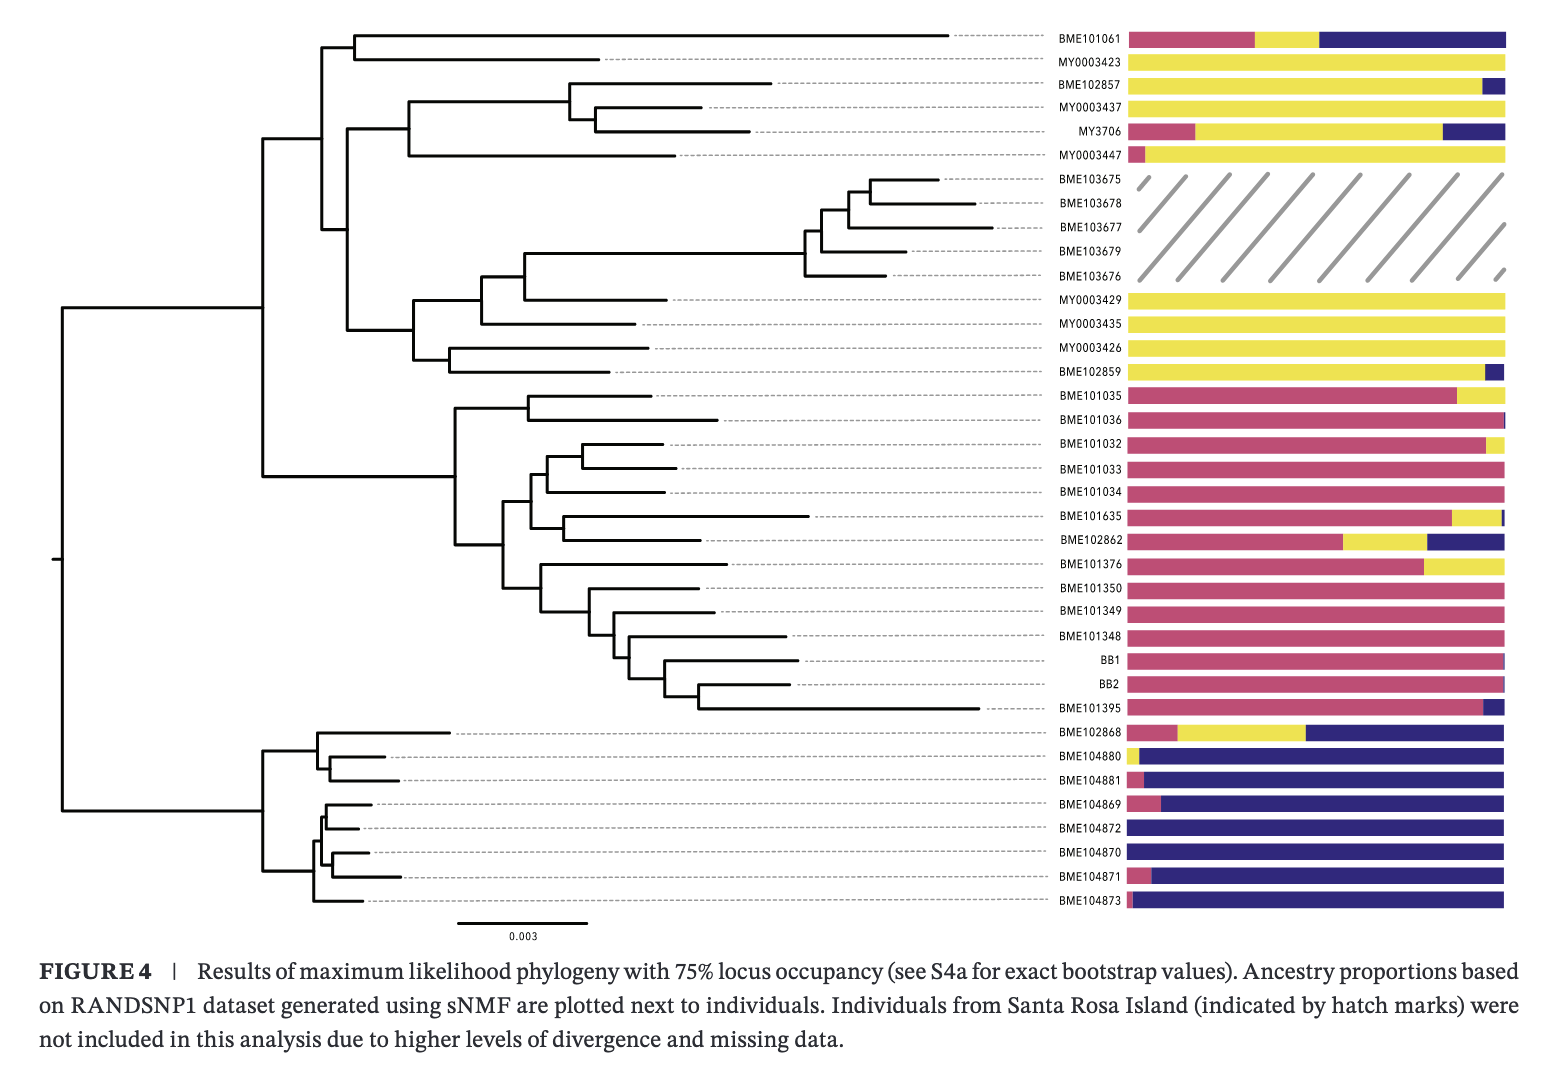 BME101061
MY0003423
BME102857
MY0003437
MY3706
MY0003447
BME103675
BME103678
BME103677
BME103679
BME103676
MY0003429
MY0003435
MY0003426
BME102859
BME101035
BME101036
BME101032
BME101033
BME101034
BME101635
BME102862
BME101376
BME101350
BME101349
BME101348
BB1
BB2
BME101395
BME102868
BME104880
BME104881
BME104869
BME104872
BME104870
BME104871
BME104873
0.003
FIGURE 4 | Results of maximum likelihood phylogeny with 75% locus occupancy (see S4a for exact bootstrap values). Ancestry proportions based
on RANDSNP1 dataset generated using sNMF are plotted next to individuals. Individuals from Santa Rosa Island (indicated by hatch marks) were
not included in this analysis due to higher levels of divergence and missing data.